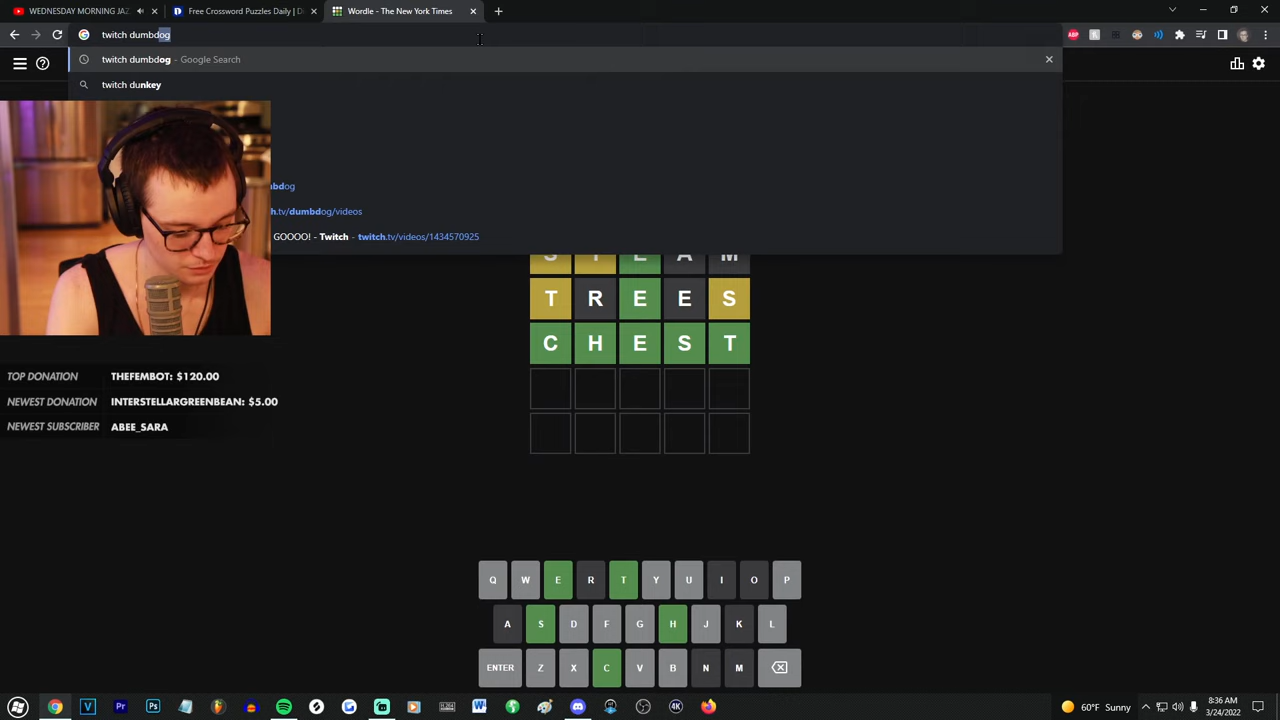 WEDNESDAY MORNING JAZ
Free Crossword Puzzles Daily | Di
Wordle - The New York Times
twitch dumbdog
twitch dumbdog - Google Search
twitch dunkey
h.tv/dumbdog/videos
GOOOO! - Twitch - twitch.tv/videos/1434570925
S T E A M
T R E E S
C H E S T
TOP DONATION THEFEMBOT: $120.00
NEWEST DONATION INTERSTELLARGREENBEAN: $5.00
NEWEST SUBSCRIBER ABEE_SARA
Q W E R T Y U I O P
A S D F G H J K L
ENTER Z X C V B N M
60°F Sunny
8:36 AM
3/24/2022